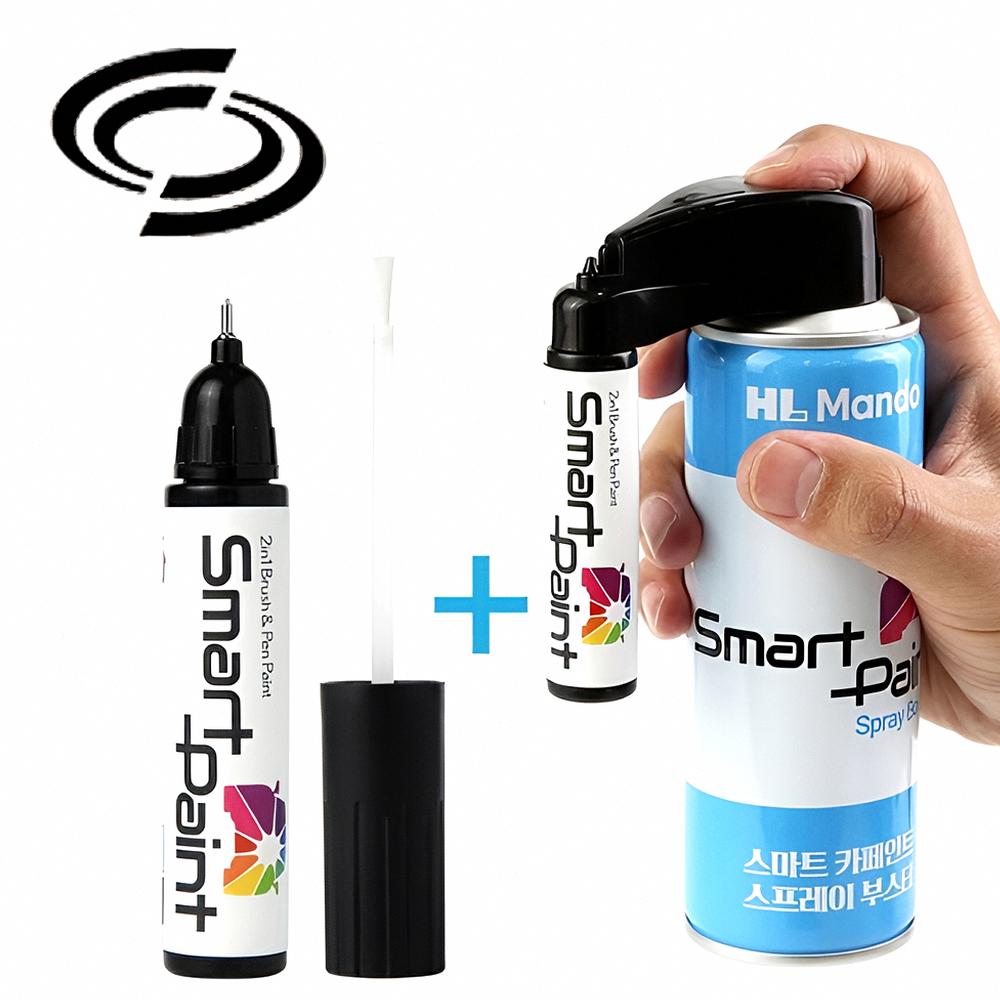 2in1 Brush & Pen Paint
Smart
Paint
+
2in1 Brush & Pen Paint
Smart
Paint
HL Mando
Smart
Pain
Spray Bo
스마트 카페인트
스프레이 부스터